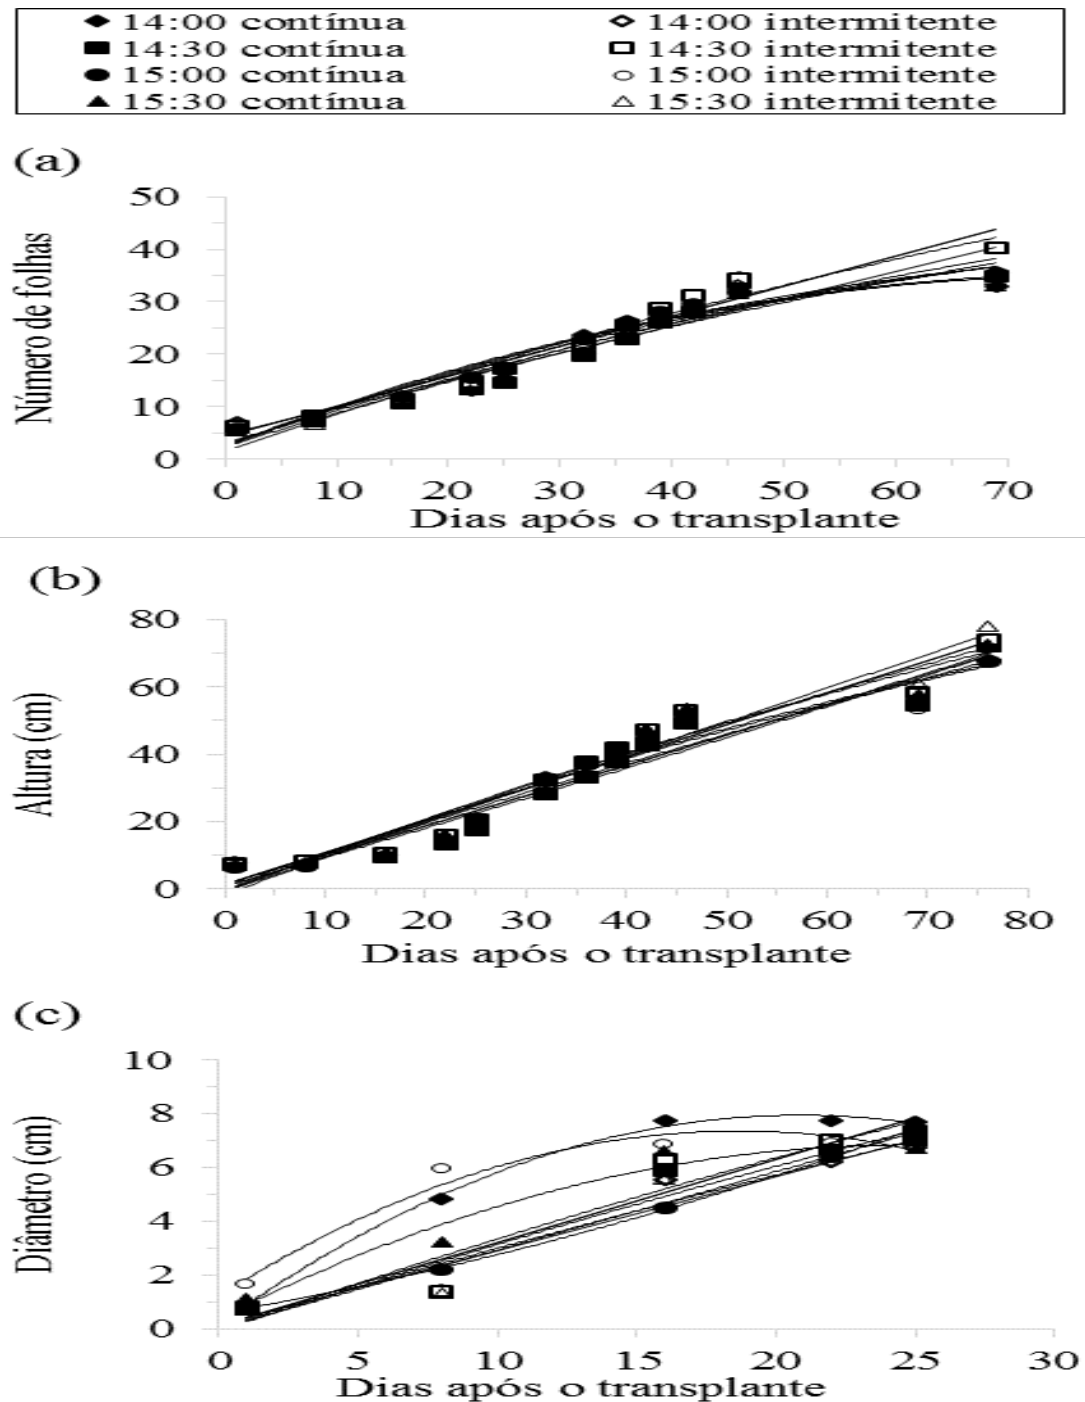 14:00 contínua 14:00 intermitente
14:30 contínua 14:30 intermitente
15:00 contínua 15:00 intermitente
15:30 contínua 15:30 intermitente
(a)
Número de folhas
50
40
30
20
10
0
0 10 20 30 40 50 60 70
Dias após o transplante
(b)
Altura (cm)
80
60
40
20
0
0 10 20 30 40 50 60 70 80
Dias após o transplante
(c)
Diâmetro (cm)
10
8
6
4
2
0
0 5 10 15 20 25 30
Dias após o transplante